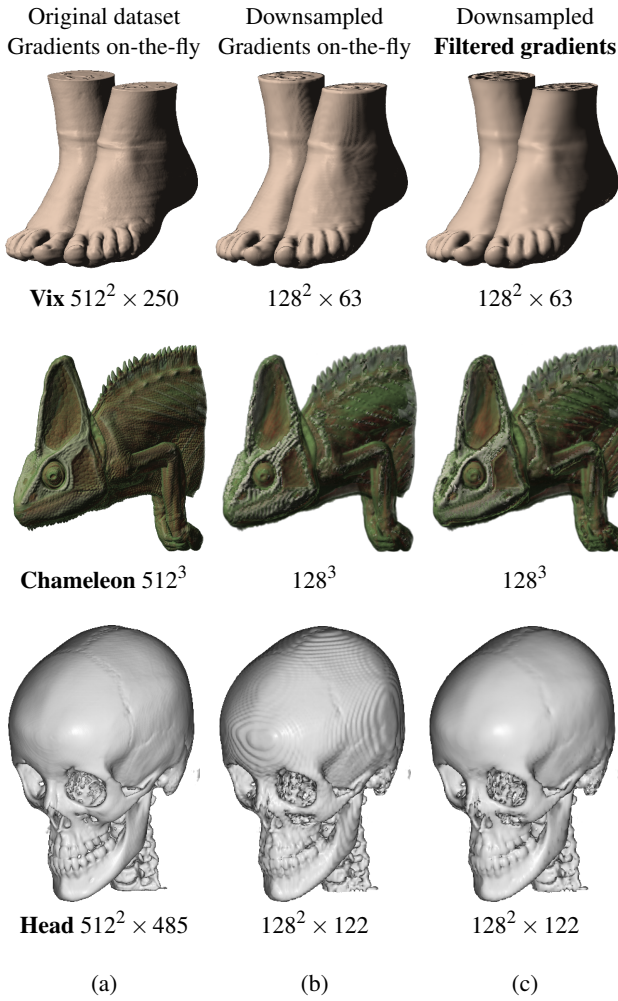 Original dataset Downsampled Downsampled
Gradients on-the-fly Gradients on-the-fly Filtered gradients
Vix 512² × 250 128² × 63 128² × 63
Chameleon 512³ 128³ 128³
Head 512² × 485 128² × 122 128² × 122
(a) (b) (c)